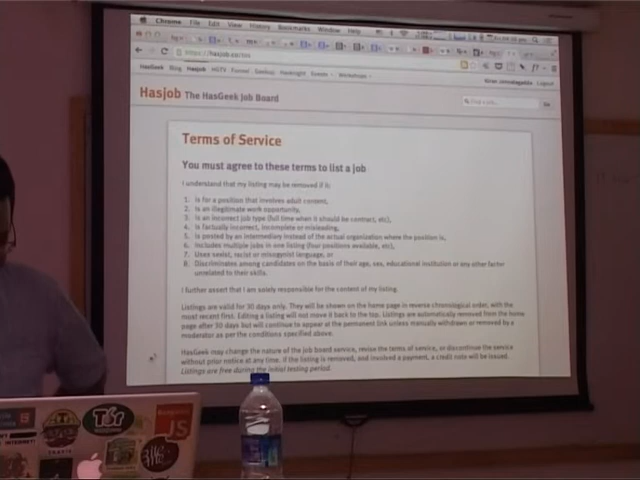 Chrome File Edit View History Bookmarks Window Help
HasGeek Blog Hasjob HGTV Funnel Geekup Hacknight Events Workshops
Logout
Hasjob The HasGeek Job Board
Terms of Service
You must agree to these terms to list a job
I understand that my listing may be removed if it:
1. Is for a position that involves adult content,
2. Is an illegitimate work opportunity,
3. Is an incorrect job type (full time when it should be contract, etc),
4. Is factually incorrect, incomplete or misleading,
5. Is posted by an intermediary instead of the actual organization where the position is,
6. Includes multiple jobs in one listing (four positions available, etc),
7. Uses sexist, racist or misogynist language, or
8. Discriminates among candidates on the basis of their age, sex, educational institution or any other factor
unrelated to their skills.
I further assert that I am solely responsible for the content of my listing.
Listings are valid for 30 days only. They will be shown on the home page in reverse chronological order, with the
most recent first. Editing a listing will not move it back to the top. Listings are automatically removed from the home
page after 30 days but will continue to appear at the permanent link unless manually withdrawn or removed by a
moderator as per the conditions specified above.
HasGeek may change the nature of the job board service, revise the terms of service, or discontinue the service
without prior notice at any time. If the listing is removed, and involved a payment, a credit note will be issued.
Listings are free during the initial testing period.
JS
TRAVIS